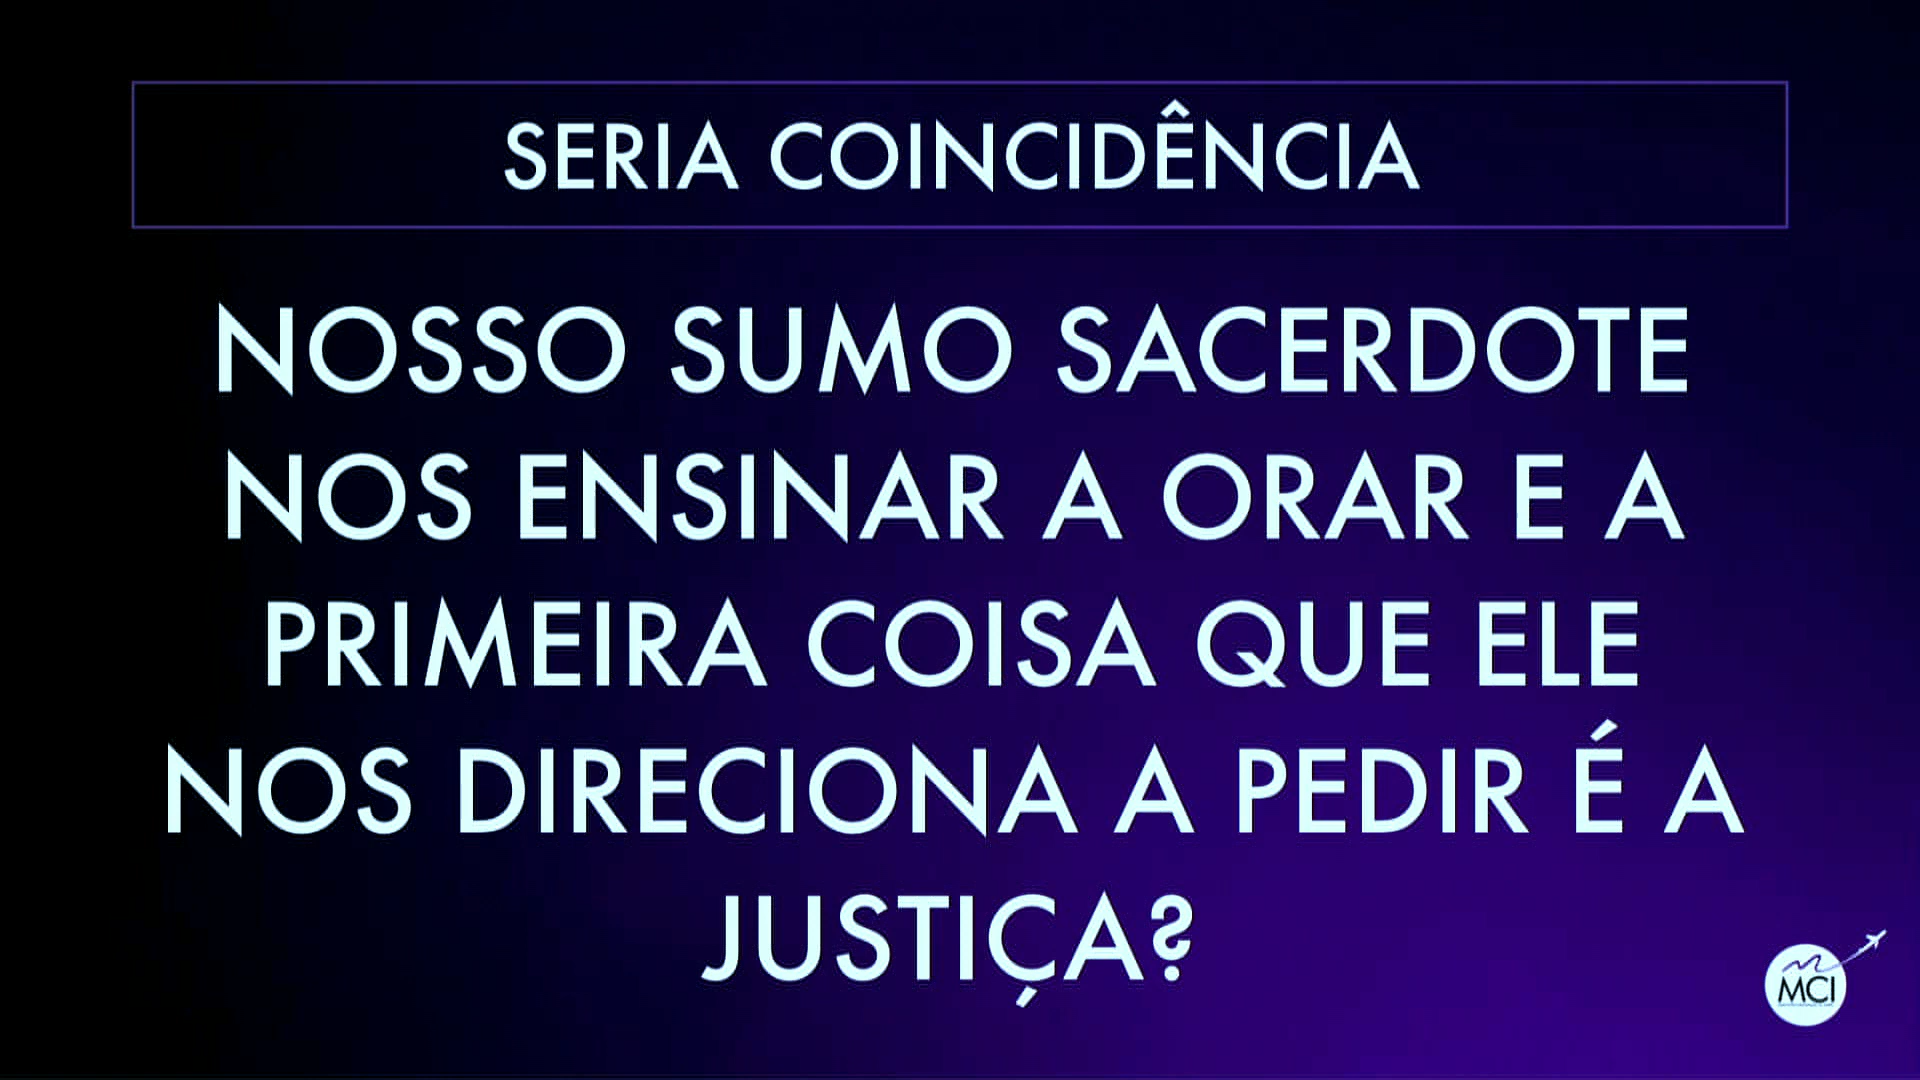 SERIA COINCIDÊNCIA
NOSSO SUMO SACERDOTE
NOS ENSINAR A ORAR E A
PRIMEIRA COISA QUE ELE
NOS DIRECIONA A PEDIR É A
JUSTIÇA?
MCI